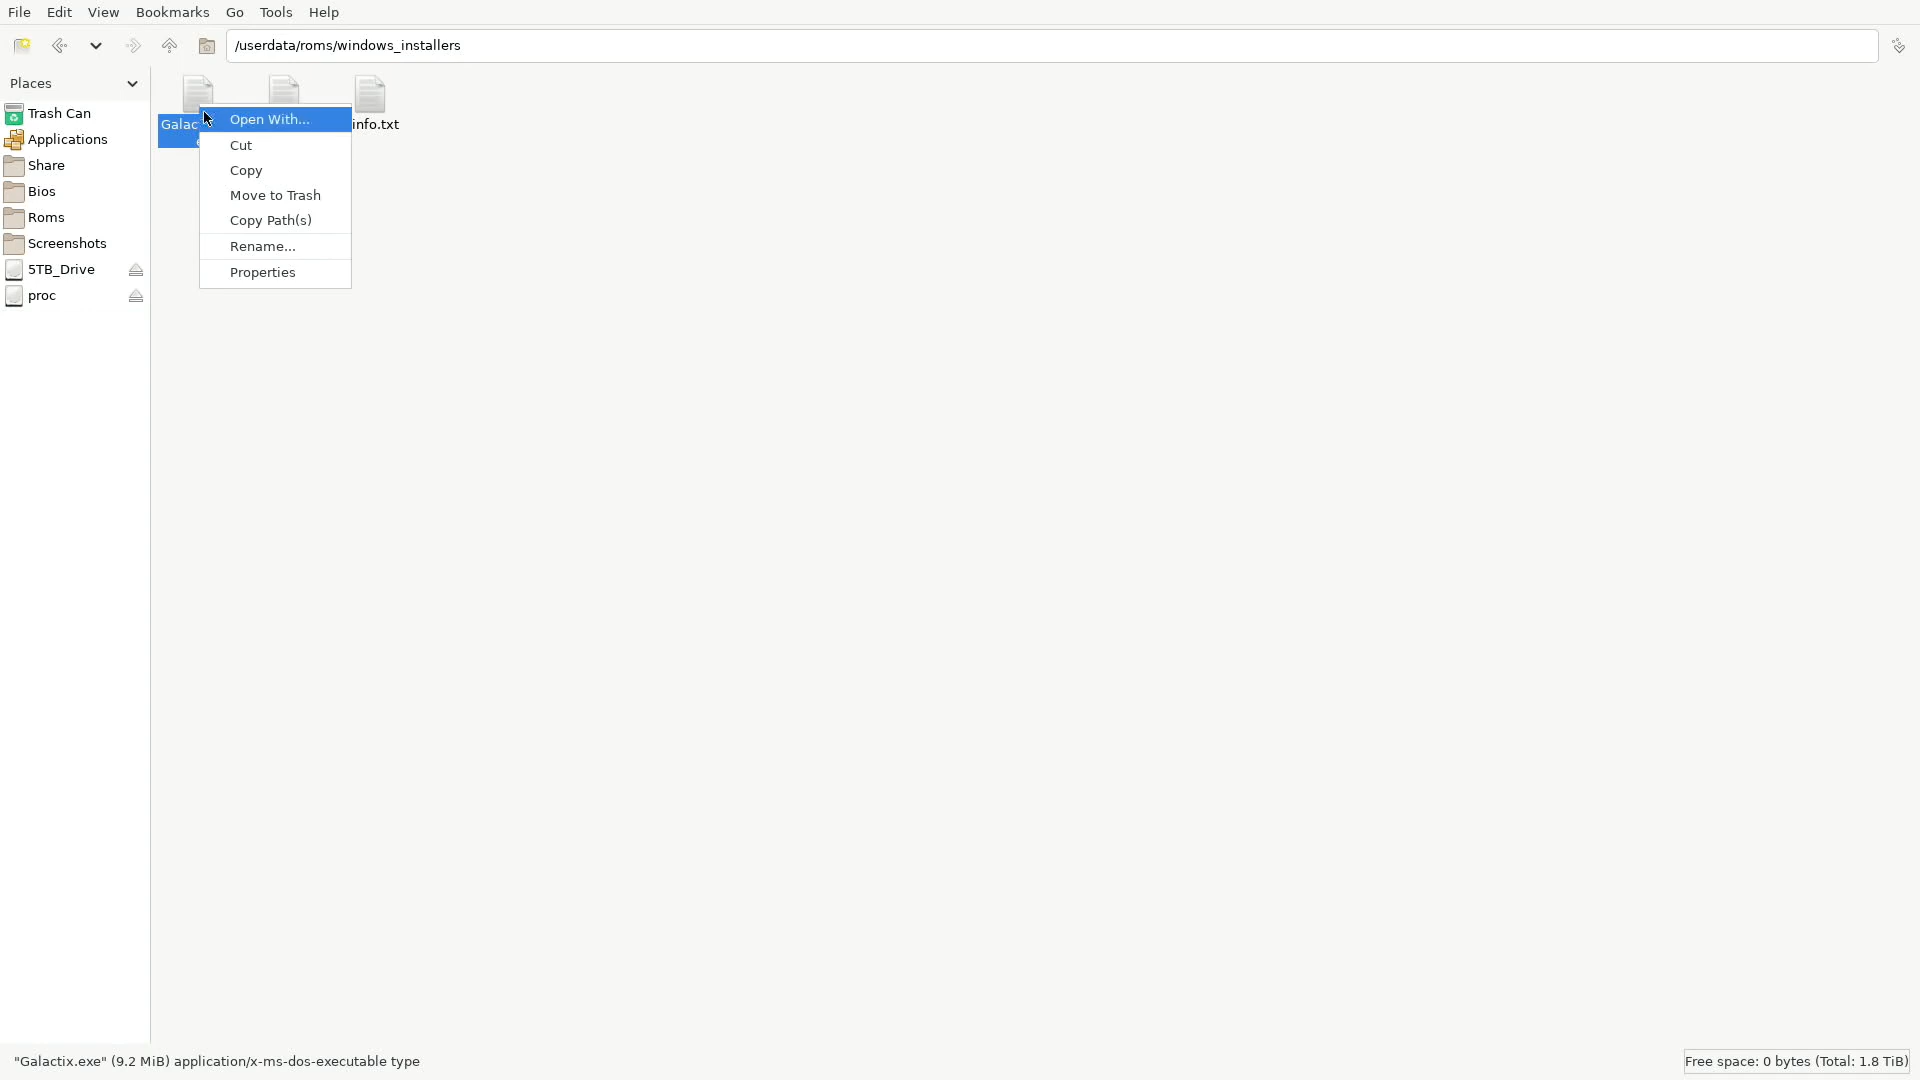 File Edit View Bookmarks Go Tools Help
/userdata/roms/windows_installers
Places
Trash Can
Applications
Share
Bios
Roms
Screenshots
5TB_Drive
proc
Galac
info.txt
Open With...
Cut
Copy
Move to Trash
Copy Path(s)
Rename...
Properties
"Galactix.exe" (9.2 MiB) application/x-ms-dos-executable type
Free space: 0 bytes (Total: 1.8 TiB)